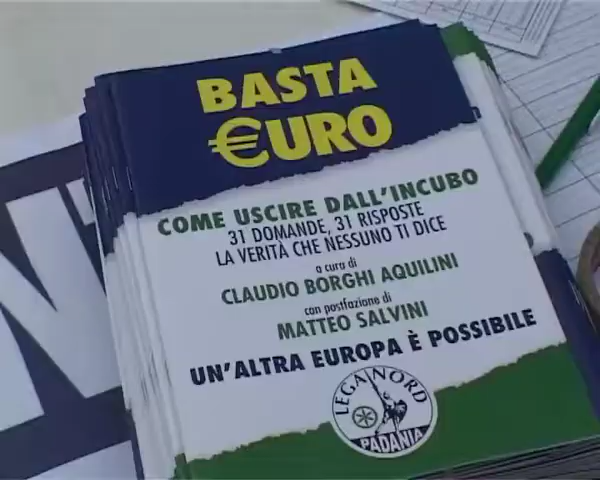 BASTA
€URO
COME USCIRE DALL'INCUBO
31 DOMANDE, 31 RISPOSTE
LA VERITÀ CHE NESSUNO TI DICE
a cura di
CLAUDIO BORGHI AQUILINI
con postfazione di
MATTEO SALVINI
UN'ALTRA EUROPA È POSSIBILE
LEGA NORD
PADANIA